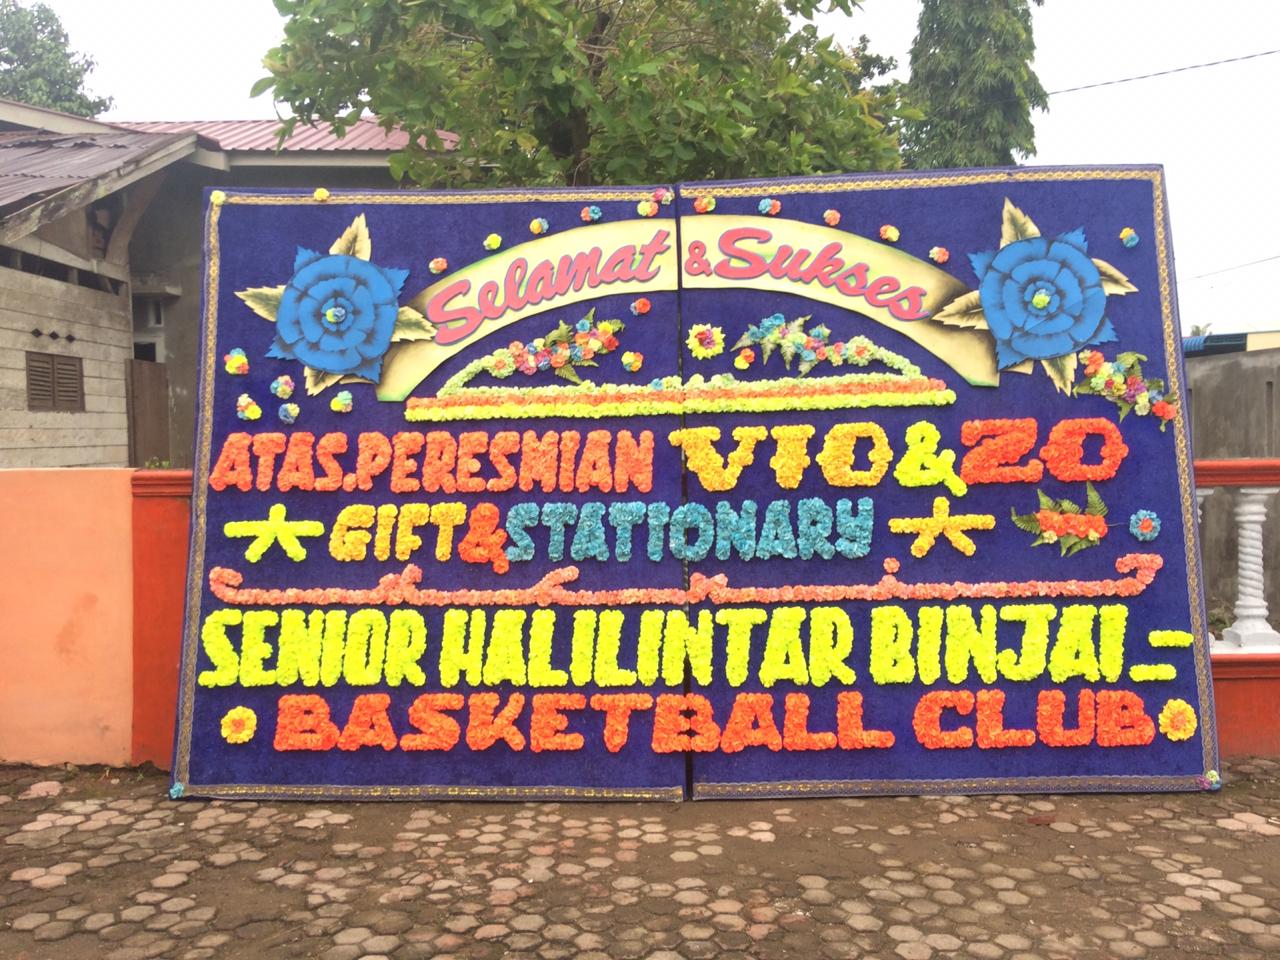 Selamat & Sukses
ATAS.PERESMIAN VIO & ZO
GIFT & STATIONARY
SENIOR HALILINTAR BINJAI
BASKETBALL CLUB